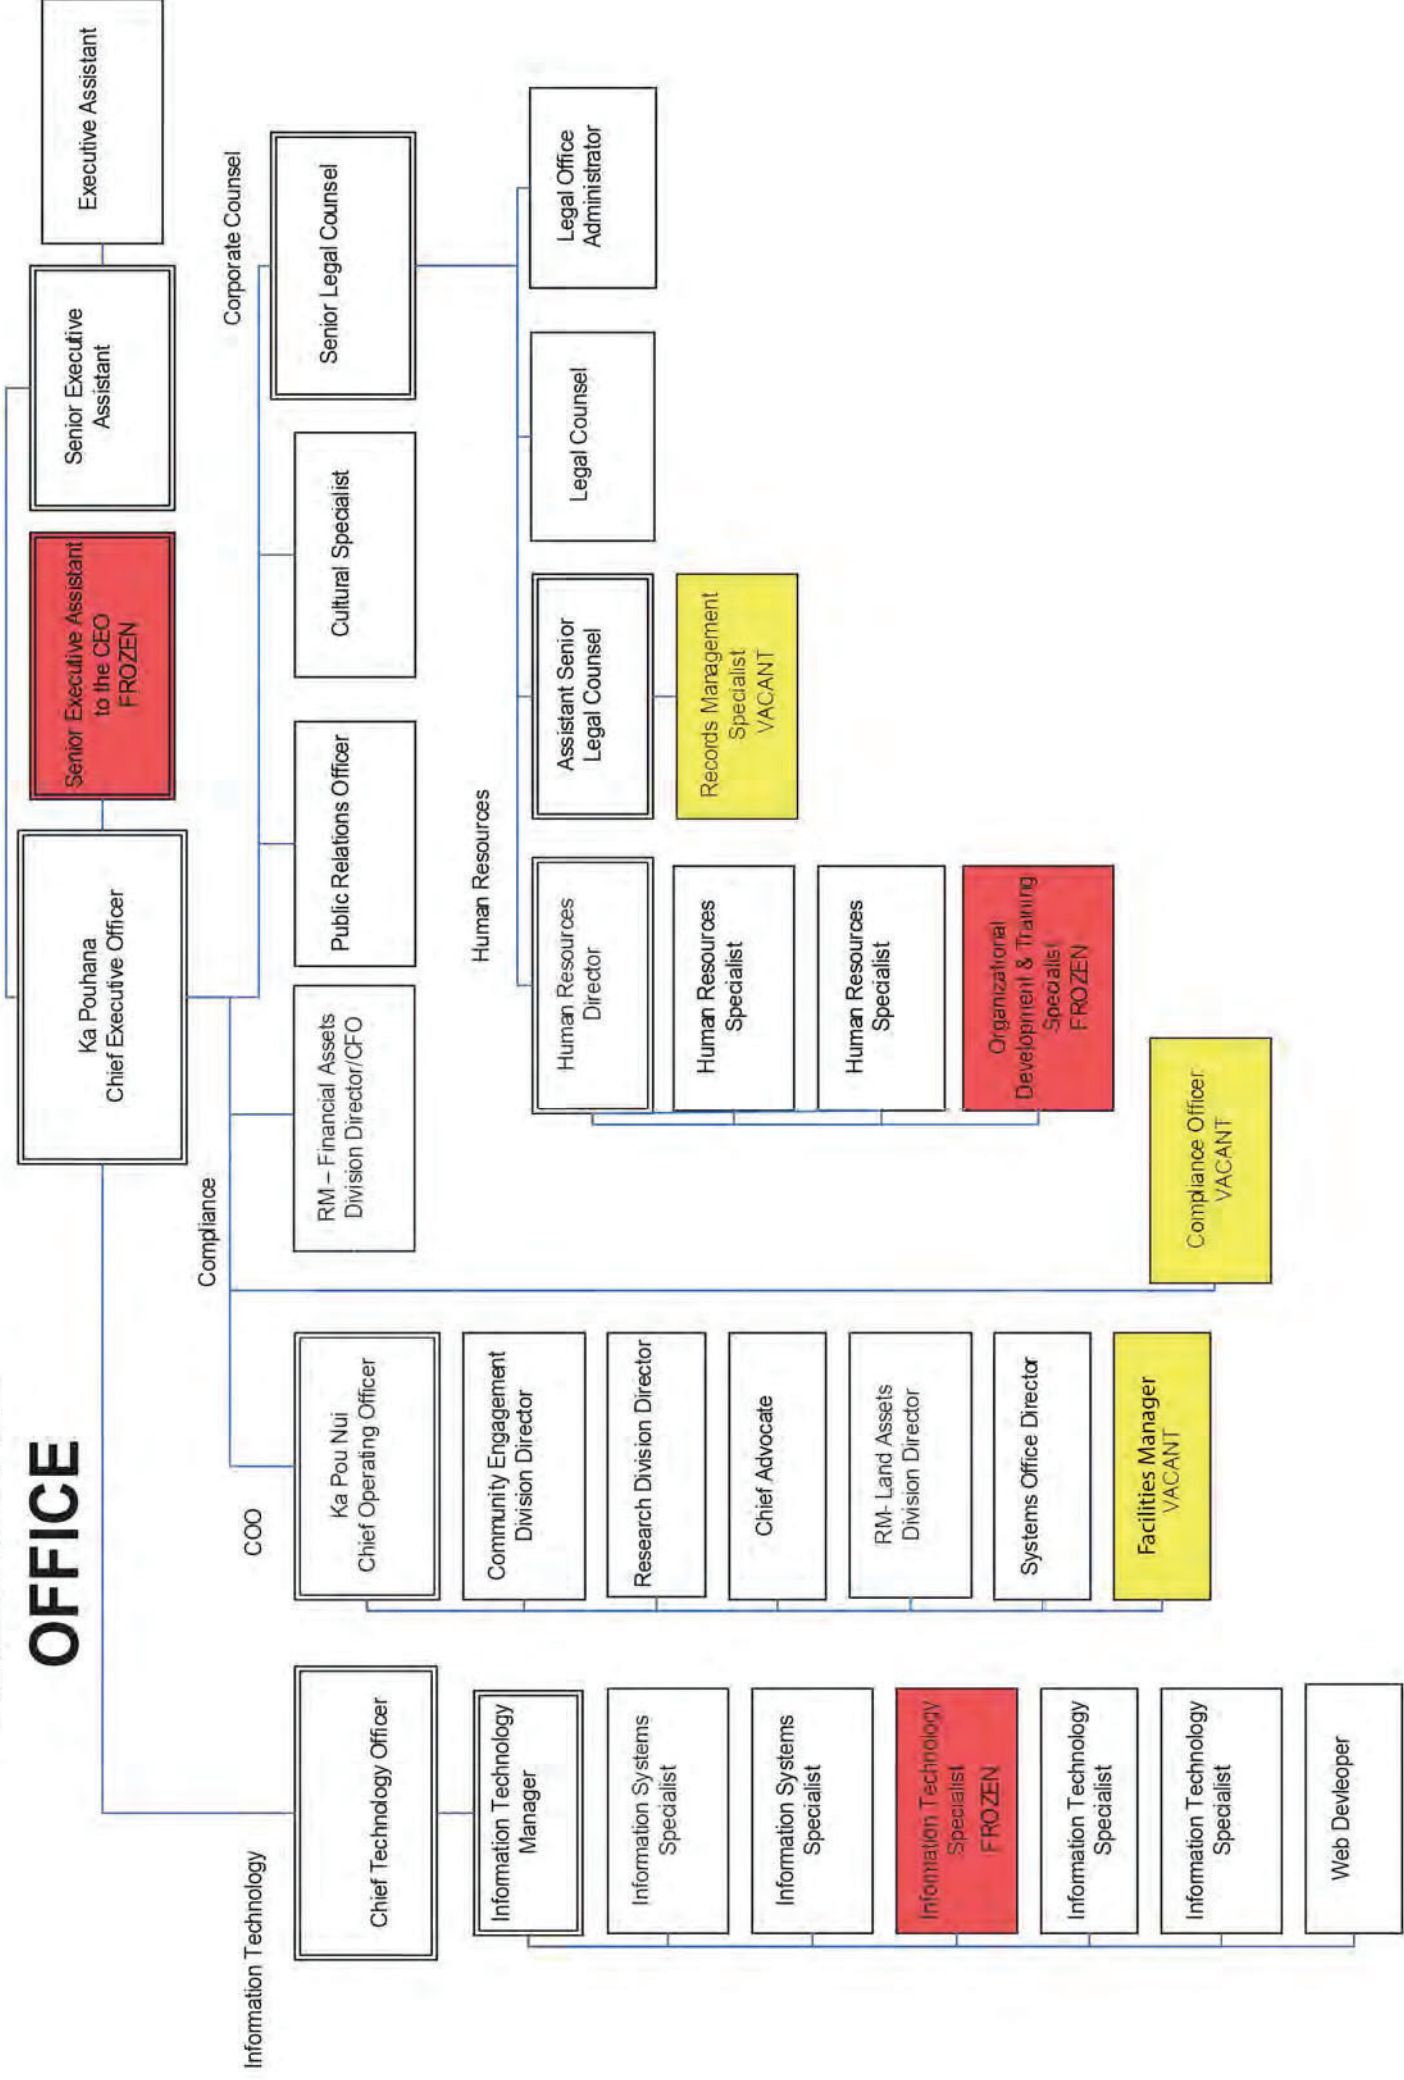 OFFICE
Ka Pouhana
Chief Executive Officer
Senior Executive Assistant
to the CEO
FROZEN
Senior Executive
Assistant
Executive Assistant
Information Technology
COO
Compliance
Corporate Counsel
Chief Technology Officer
Ka Pou Nui
Chief Operating Officer
RM – Financial Assets
Division Director/CFO
Public Relations Officer
Cultural Specialist
Senior Legal Counsel
Information Technology
Manager
Information Systems
Specialist
Information Systems
Specialist
Information Technology
Specialist
FROZEN
Information Technology
Specialist
Information Technology
Specialist
Web Devleoper
Community Engagement
Division Director
Research Division Director
Chief Advocate
RM- Land Assets
Division Director
Systems Office Director
Facilities Manager
VACANT
Compliance Officer
VACANT
Human Resources
Human Resources
Director
Human Resources
Specialist
Human Resources
Specialist
Organizational
Development & Training
Specialist
FROZEN
Assistant Senior
Legal Counsel
Records Management
Specialist
VACANT
Legal Counsel
Legal Office
Administrator